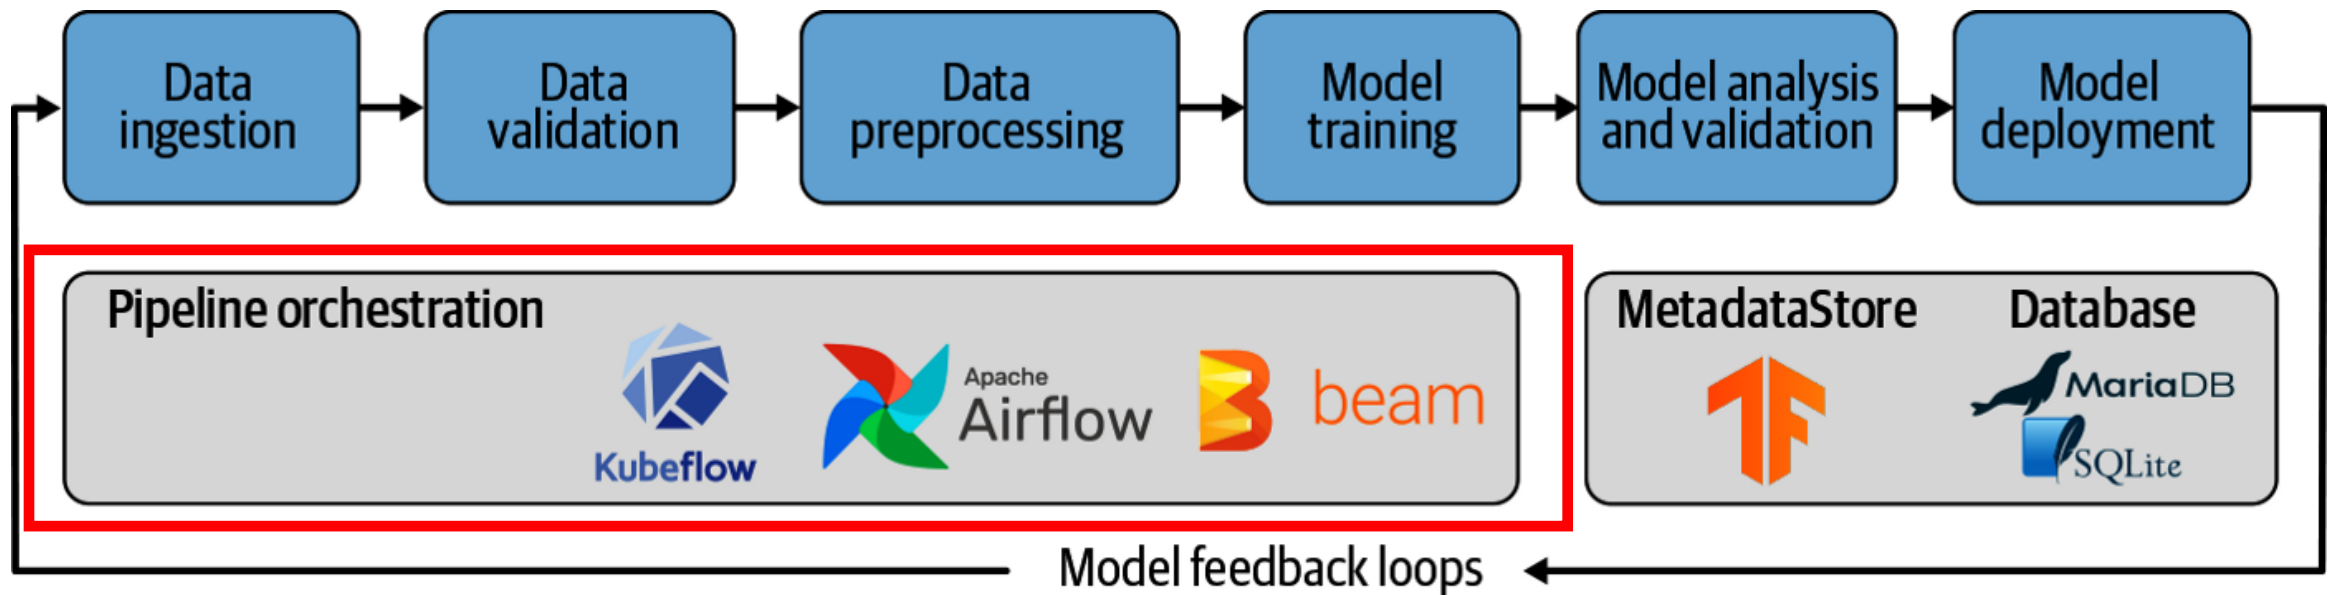 Data
ingestion
Data
validation
Data
preprocessing
Model
training
Model analysis
and validation
Model
deployment
Pipeline orchestration
Kubeflow
Apache
Airflow
beam
MetadataStore
Database
MariaDB
SQLite
Model feedback loops